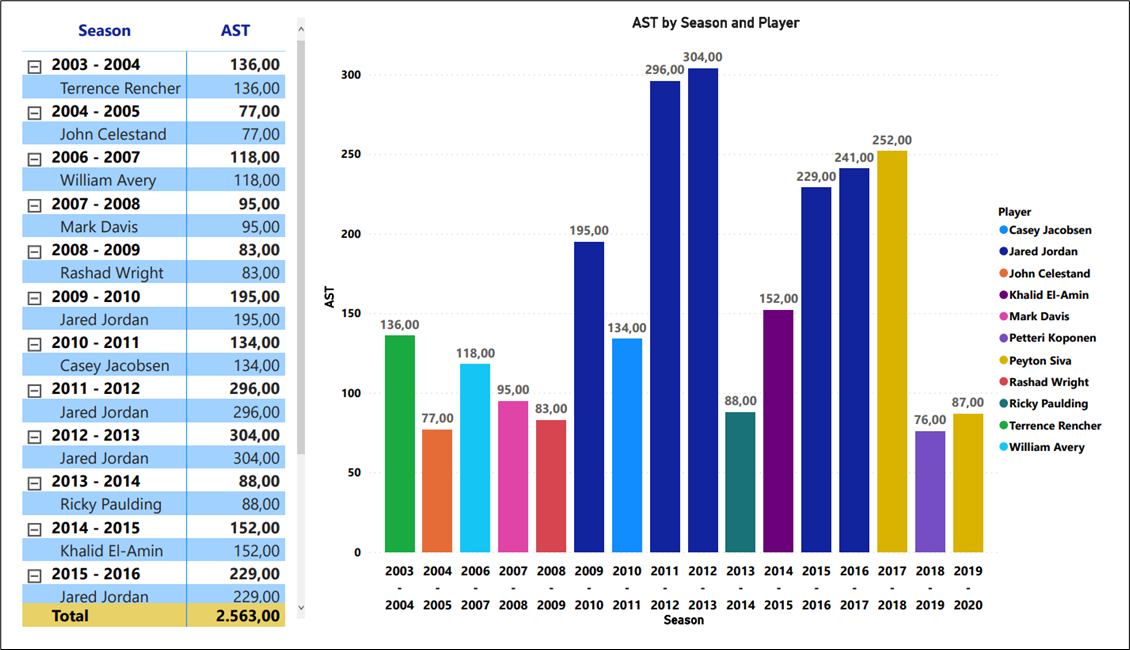 Season AST
2003 - 2004 136,00
Terrence Rencher 136,00
2004 - 2005 77,00
John Celestand 77,00
2006 - 2007 118,00
William Avery 118,00
2007 - 2008 95,00
Mark Davis 95,00
2008 - 2009 83,00
Rashad Wright 83,00
2009 - 2010 195,00
Jared Jordan 195,00
2010 - 2011 134,00
Casey Jacobsen 134,00
2011 - 2012 296,00
Jared Jordan 296,00
2012 - 2013 304,00
Jared Jordan 304,00
2013 - 2014 88,00
Ricky Paulding 88,00
2014 - 2015 152,00
Khalid El-Amin 152,00
2015 - 2016 229,00
Jared Jordan 229,00
Total 2.563,00
AST by Season and Player
AST
300
250
200
150
100
50
0
136,00
77,00
118,00
95,00
83,00
195,00
134,00
296,00
304,00
88,00
152,00
229,00
241,00
252,00
76,00
87,00
2003 2004 2006 2007 2008 2009 2010 2011 2012 2013 2014 2015 2016 2017 2018 2019
- - - - - - - - - - - - - - - -
2004 2005 2007 2008 2009 2010 2011 2012 2013 2014 2015 2016 2017 2018 2019 2020
Season
Player
Casey Jacobsen
Jared Jordan
John Celestand
Khalid El-Amin
Mark Davis
Petteri Koponen
Peyton Siva
Rashad Wright
Ricky Paulding
Terrence Rencher
William Avery